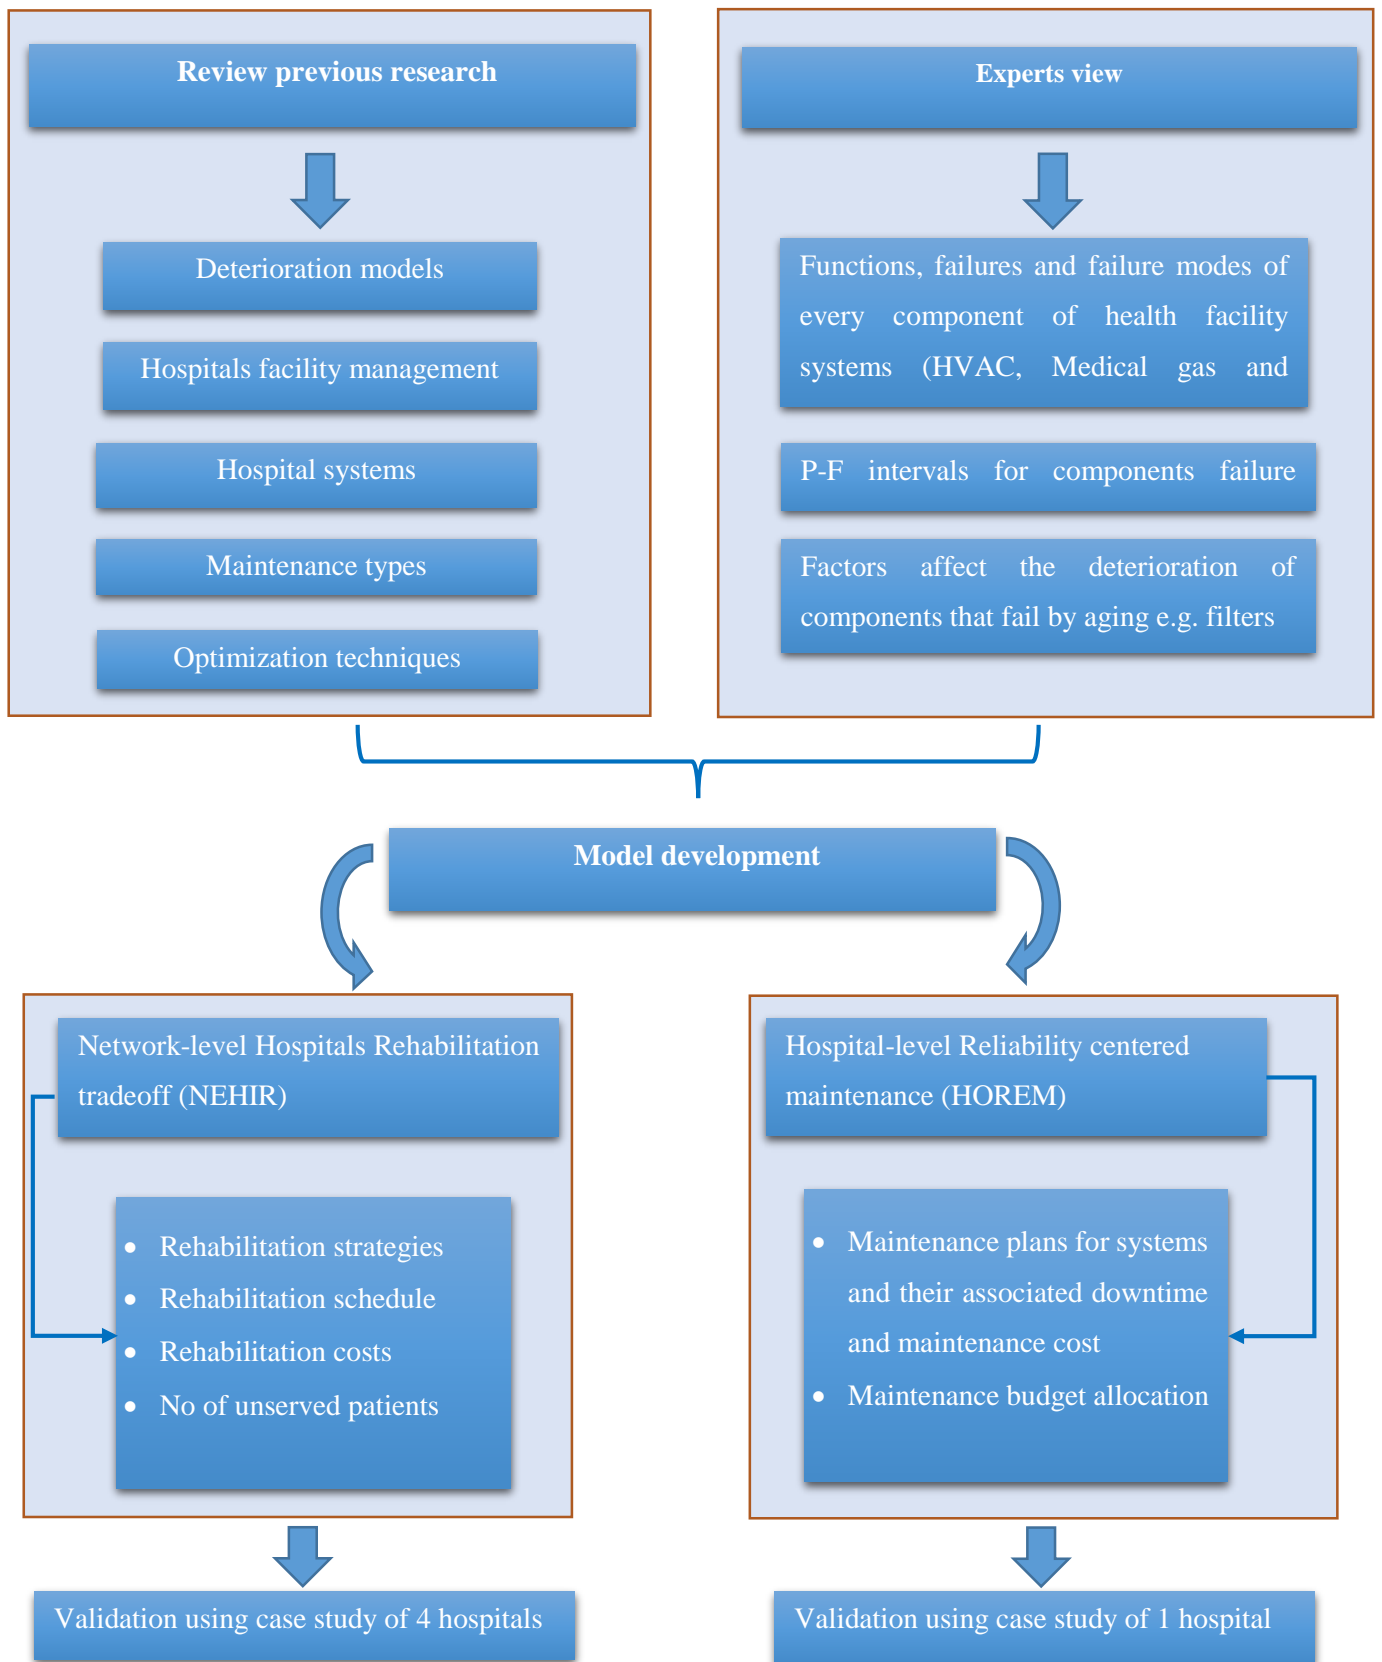 Review previous research
Deterioration models
Hospitals facility management
Hospital systems
Maintenance types
Optimization techniques
Experts view
Functions, failures and failure modes of
every component of health facility
systems (HVAC, Medical gas and
P-F intervals for components failure
Factors affect the deterioration of
components that fail by aging e.g. filters
Model development
Network-level Hospitals Rehabilitation
tradeoff (NEHIR)
• Rehabilitation strategies
• Rehabilitation schedule
• Rehabilitation costs
• No of unserved patients
Validation using case study of 4 hospitals
Hospital-level Reliability centered
maintenance (HOREM)
• Maintenance plans for systems
and their associated downtime
and maintenance cost
• Maintenance budget allocation
Validation using case study of 1 hospital